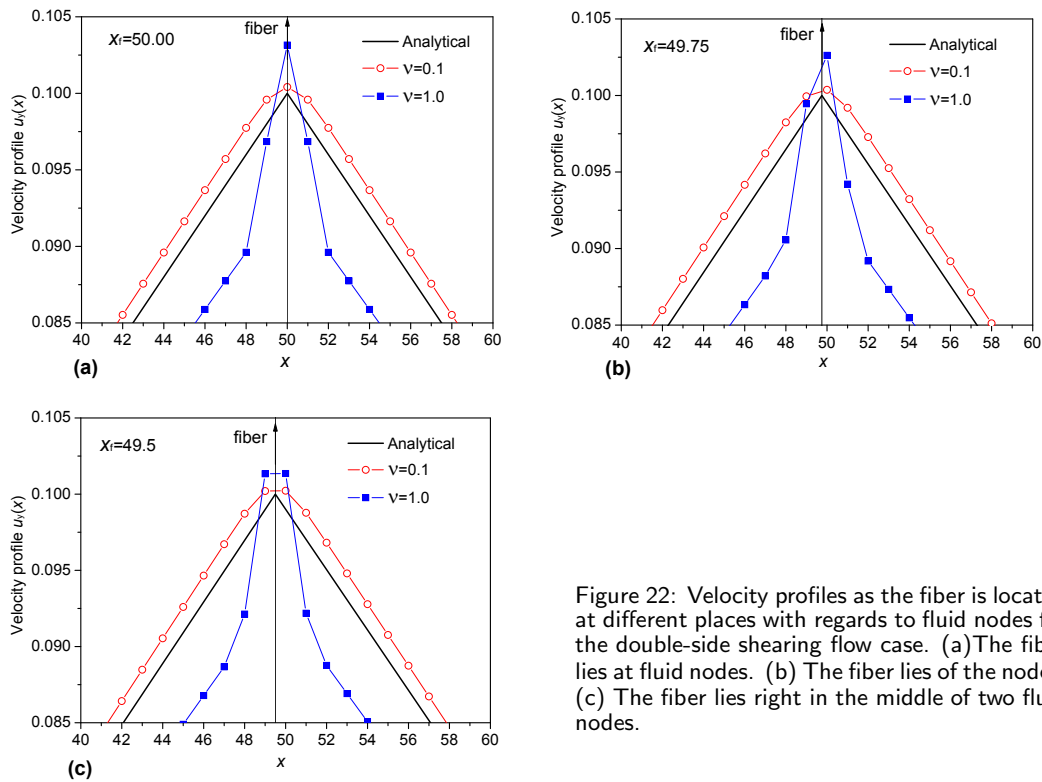 0.105
0.100
0.095
0.090
0.085
Velocity profile uy(x)
xf=50.00
fiber
Analytical
ν=0.1
ν=1.0
40 42 44 46 48 50 52 54 56 58 60
x
(a)
0.105
0.100
0.095
0.090
0.085
Velocity profile uy(x)
xf=49.75
fiber
Analytical
ν=0.1
ν=1.0
40 42 44 46 48 50 52 54 56 58 60
x
(b)
0.105
0.100
0.095
0.090
0.085
Velocity profile uy(x)
xf=49.5
fiber
Analytical
ν=0.1
ν=1.0
40 42 44 46 48 50 52 54 56 58 60
x
(c)
Figure 22: Velocity profiles as the fiber is locat
at different places with regards to fluid nodes f
the double-side shearing flow case. (a)The fib
lies at fluid nodes. (b) The fiber lies of the node
(c) The fiber lies right in the middle of two flu
nodes.